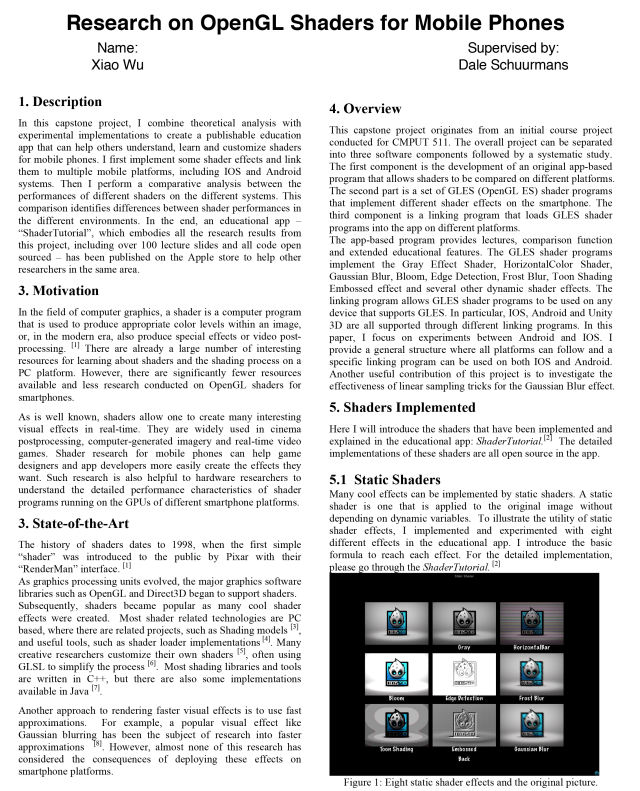 Research on OpenGL Shaders for Mobile Phones
Name:
Xiao Wu
Supervised by:
Dale Schuurmans
1. Description
In this capstone project, I combine theoretical analysis with
experimental implementations to create a publishable education
app that can help others understand, learn and customize shaders
for mobile phones. I first implement some shader effects and link
them to multiple mobile platforms, including IOS and Android
systems. Then I perform a comparative analysis between the
performances of different shaders on the different systems. This
comparison identifies differences between shader performances in
the different environments. In the end, an educational app –
“ShaderTutorial”, which embodies all the research results from
this project, including over 100 lecture slides and all code open
sourced – has been published on the Apple store to help other
researchers in the same area.
3. Motivation
In the field of computer graphics, a shader is a computer program
that is used to produce appropriate color levels within an image,
or, in the modern era, also produce special effects or video post-
processing. [1] There are already a large number of interesting
resources for learning about shaders and the shading process on a
PC platform. However, there are significantly fewer resources
available and less research conducted on OpenGL shaders for
smartphones.
As is well known, shaders allow one to create many interesting
visual effects in real-time. They are widely used in cinema
postprocessing, computer-generated imagery and real-time video
games. Shader research for mobile phones can help game
designers and app developers more easily create the effects they
want. Such research is also helpful to hardware researchers to
understand the detailed performance characteristics of shader
programs running on the GPUs of different smartphone platforms.
3. State-of-the-Art
The history of shaders dates to 1998, when the first simple
“shader” was introduced to the public by Pixar with their
“RenderMan” interface. [1]
As graphics processing units evolved, the major graphics software
libraries such as OpenGL and Direct3D began to support shaders.
Subsequently, shaders became popular as many cool shader
effects were created. Most shader related technologies are PC
based, where there are related projects, such as Shading models [3],
and useful tools, such as shader loader implementations [4]. Many
creative researchers customize their own shaders [5], often using
GLSL to simplify the process [6]. Most shading libraries and tools
are written in C++, but there are also some implementations
available in Java [7].
Another approach to rendering faster visual effects is to use fast
approximations. For example, a popular visual effect like
Gaussian blurring has been the subject of research into faster
approximations [8]. However, almost none of this research has
considered the consequences of deploying these effects on
smartphone platforms.
4. Overview
This capstone project originates from an initial course project
conducted for CMPUT 511. The overall project can be separated
into three software components followed by a systematic study.
The first component is the development of an original app-based
program that allows shaders to be compared on different platforms.
The second part is a set of GLES (OpenGL ES) shader programs
that implement different shader effects on the smartphone. The
third component is a linking program that loads GLES shader
programs into the app on different platforms.
The app-based program provides lectures, comparison function
and extended educational features. The GLES shader programs
implement the Gray Effect Shader, HorizontalColor Shader,
Gaussian Blur, Bloom, Edge Detection, Frost Blur, Toon Shading
Embossed effect and several other dynamic shader effects. The
linking program allows GLES shader programs to be used on any
device that supports GLES. In particular, IOS, Android and Unity
3D are all supported through different linking programs. In this
paper, I focus on experiments between Android and IOS. I
provide a general structure where all platforms can follow and a
specific linking program can be used on both IOS and Android.
Another useful contribution of this project is to investigate the
effectiveness of linear sampling tricks for the Gaussian Blur effect.
5. Shaders Implemented
Here I will introduce the shaders that have been implemented and
explained in the educational app: ShaderTutorial.[2] The detailed
implementations of these shaders are all open source in the app.
5.1 Static Shaders
Many cool effects can be implemented by static shaders. A static
shader is one that is applied to the original image without
depending on dynamic variables. To illustrate the utility of static
shader effects, I implemented and experimented with eight
different effects in the educational app. I introduce the basic
formula to reach each effect. For the detailed implementation,
please go through the ShaderTutorial. [2]
Gray
HorizontalBar
Bloom
Edge Detection
Frost Blur
Toon Shading
Embossed
Gaussian Blur
Back
Figure 1: Eight static shader effects and the original picture.